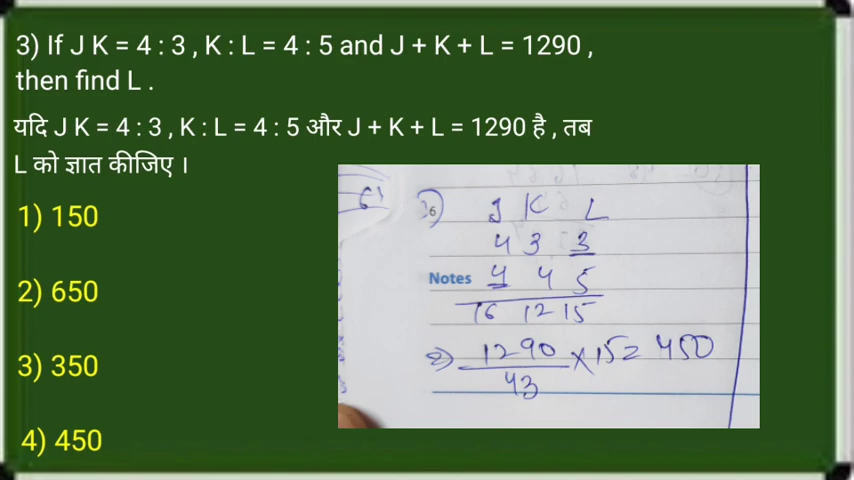 3) If J K = 4 : 3 , K : L = 4 : 5 and J + K + L = 1290 ,
then find L .
यदि J K = 4 : 3 , K : L = 4 : 5 और J + K + L = 1290 है , तब
L को ज्ञात कीजिए ।
1) 150
2) 650
3) 350
4) 450
J K L
4 3 3
Notes 4 4 5
16 12 15
1290 × 15 = 450
43